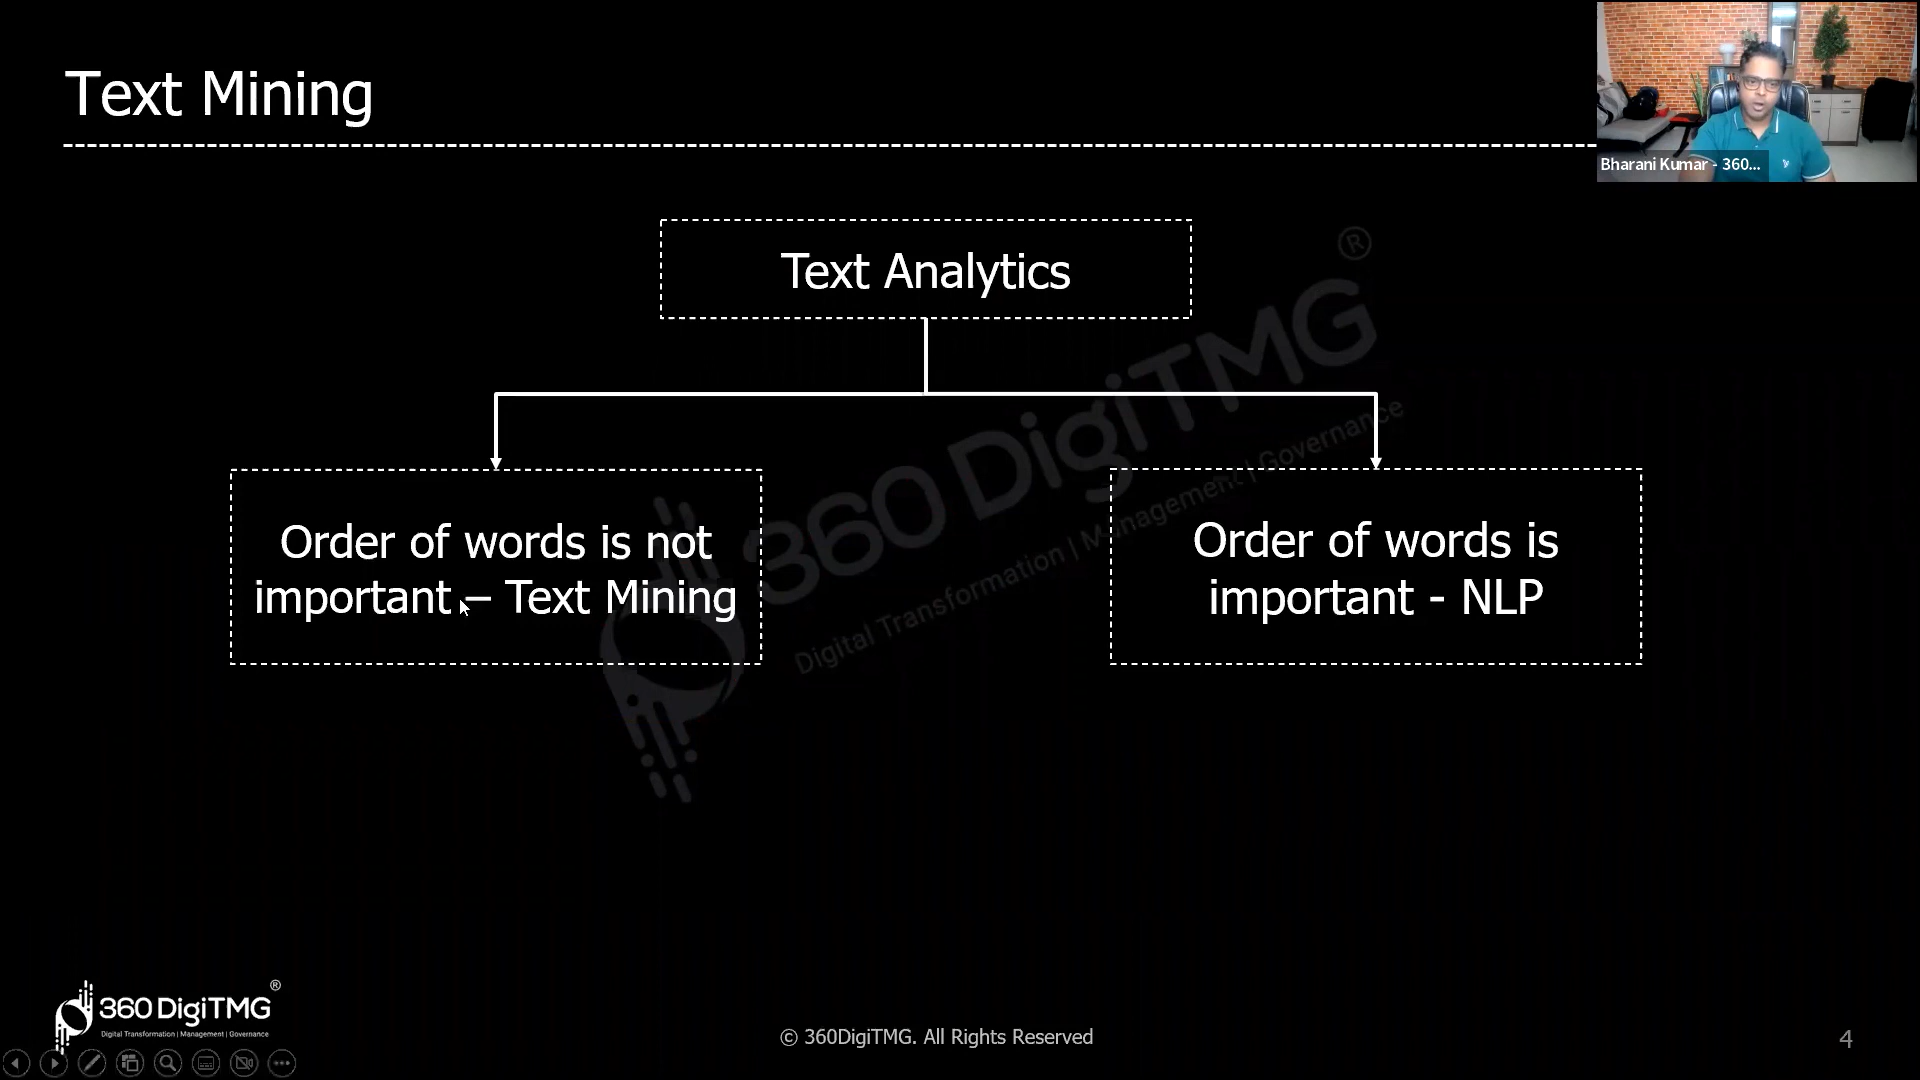 Text Mining
Bharani Kumar - 360...
Text Analytics
®
360 DigiTMG
Digital Transformation | Management | Governance
Order of words is not
important – Text Mining
Order of words is
important - NLP
360 DigiTMG
®
Digital Transformation | Management | Governance
© 360DigiTMG. All Rights Reserved
4